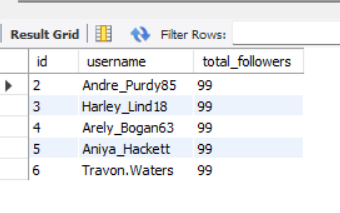 Result Grid Filter Rows:
id username total_followers
2 Andre_Purdy85 99
3 Harley_Lind18 99
4 Arely_Bogan63 99
5 Aniya_Hackett 99
6 Travon.Waters 99